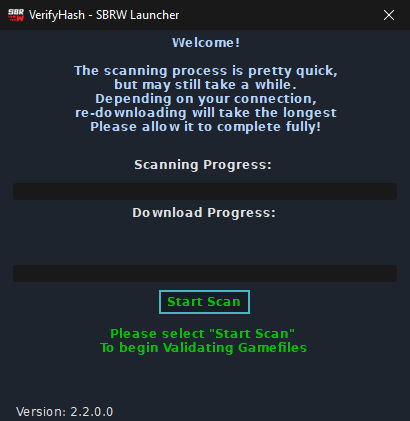 SBR W VerifyHash - SBRW Launcher
Welcome!
The scanning process is pretty quick,
but may still take a while.
Depending on your connection,
re-downloading will take the longest
Please allow it to complete fully!
Scanning Progress:
Download Progress:
Start Scan
Please select "Start Scan"
To begin Validating Gamefiles
Version: 2.2.0.0